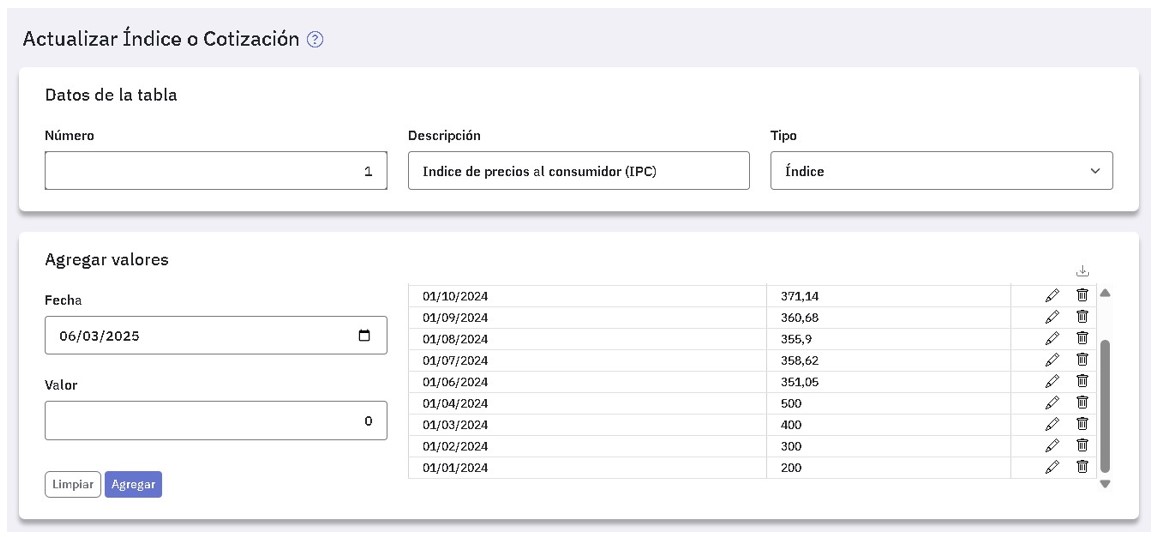 Actualizar Índice o Cotización ?
Datos de la tabla
Número Descripción Tipo
1 Indice de precios al consumidor (IPC) Índice
Agregar valores
Fecha
06/03/2025
Valor
0
Limpiar Agregar
01/10/2024 371,14
01/09/2024 360,68
01/08/2024 355,9
01/07/2024 358,62
01/06/2024 351,05
01/04/2024 500
01/03/2024 400
01/02/2024 300
01/01/2024 200